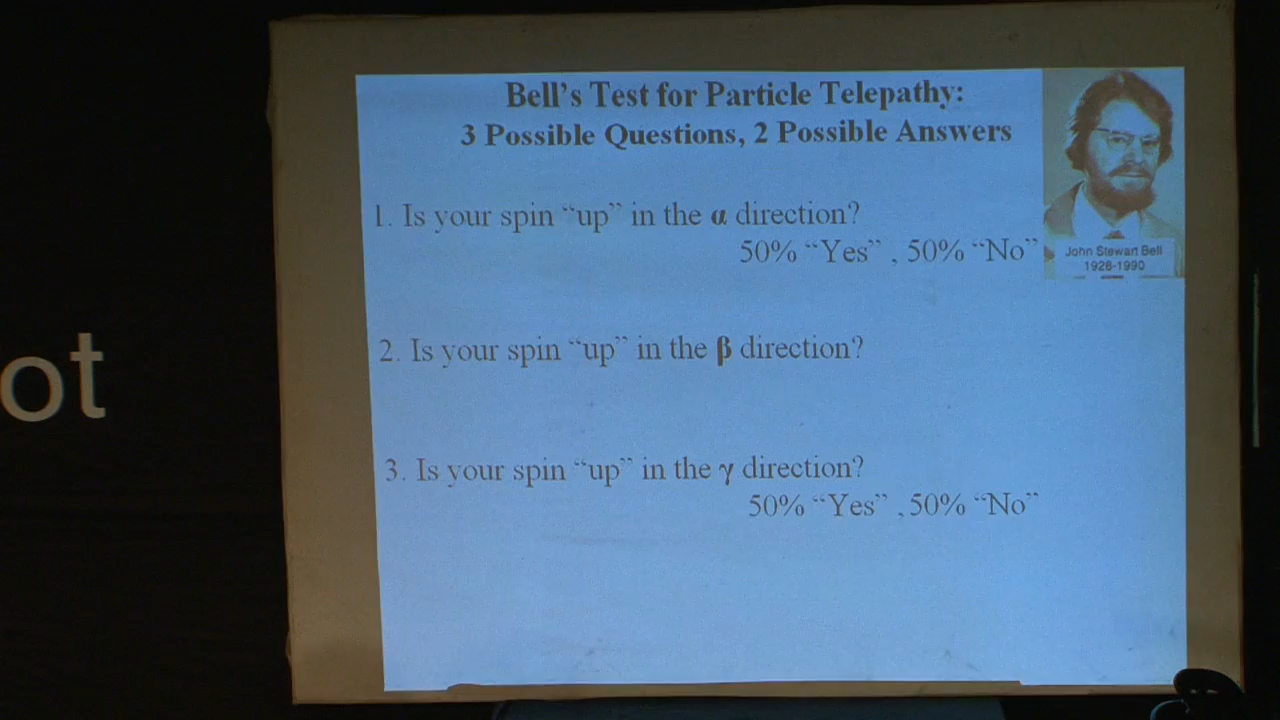 ot
Bell's Test for Particle Telepathy:
3 Possible Questions, 2 Possible Answers
1. Is your spin “up” in the α direction?
50% “Yes” , 50% “No”
John Stewart Bell
1928-1990
2. Is your spin “up” in the β direction?
3. Is your spin “up” in the γ direction?
50% “Yes” , 50% “No”